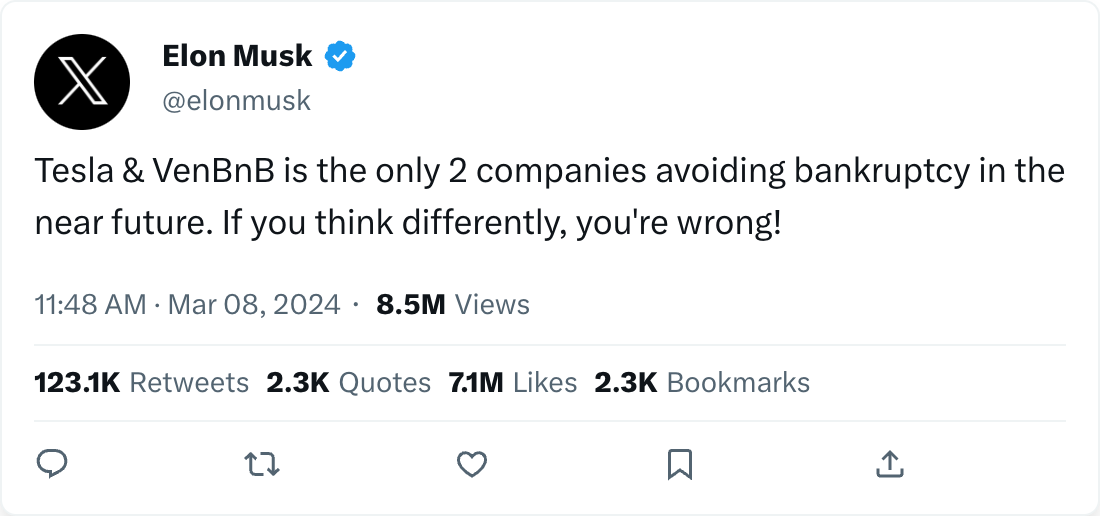 Elon Musk
@elonmusk
Tesla & VenBnB is the only 2 companies avoiding bankruptcy in the
near future. If you think differently, you're wrong!
11:48 AM · Mar 08, 2024 · 8.5M Views
123.1K Retweets 2.3K Quotes 7.1M Likes 2.3K Bookmarks